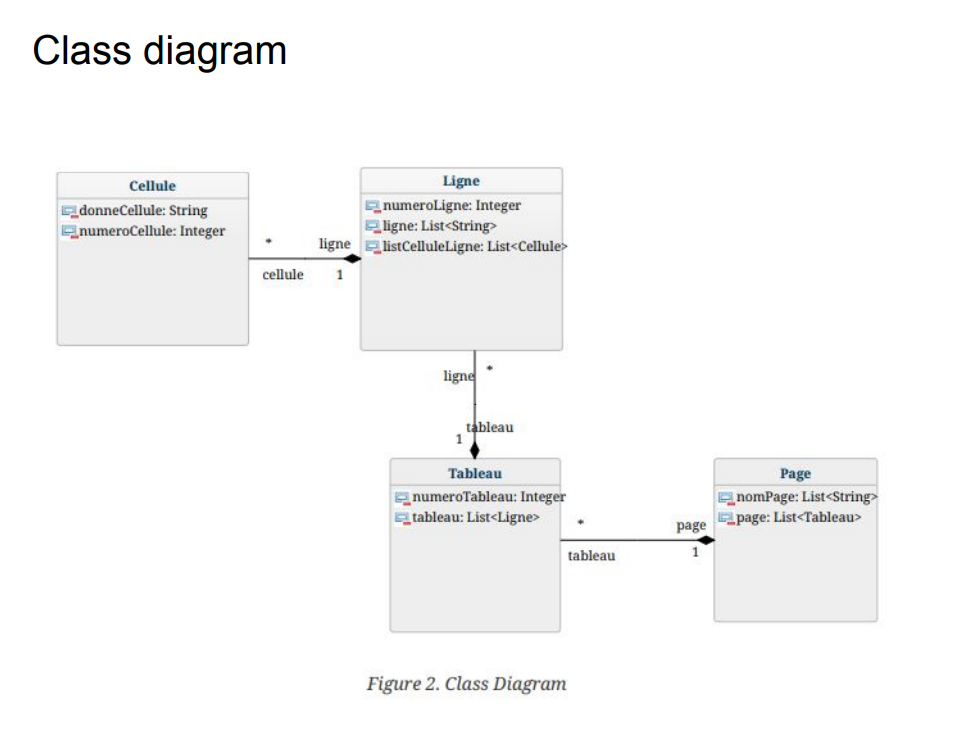 Class diagram
Cellule
donneCellule: String
numeroCellule: Integer
Ligne
numeroLigne: Integer
ligne: List<String>
listCelluleLigne: List<Cellule>
* ligne
cellule 1
ligne *
tableau
1
Tableau
numeroTableau: Integer
tableau: List<Ligne>
Page
nomPage: List<String>
page: List<Tableau>
* page
tableau 1
Figure 2. Class Diagram